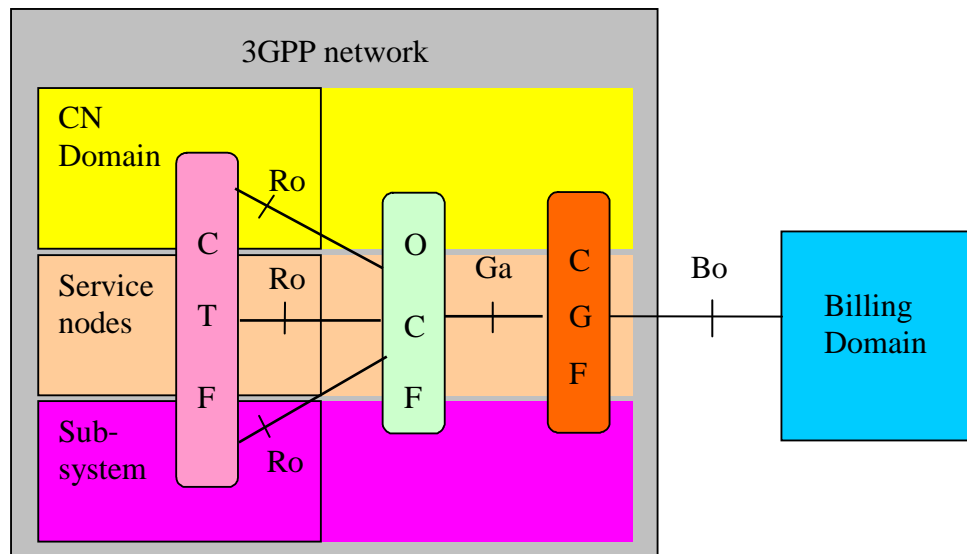 3GPP network
CN
Domain
Ro
C
T
F
O
C
F
C
G
F
Service
nodes
Ro
Ga
Bo
Billing
Domain
Sub-
system
Ro